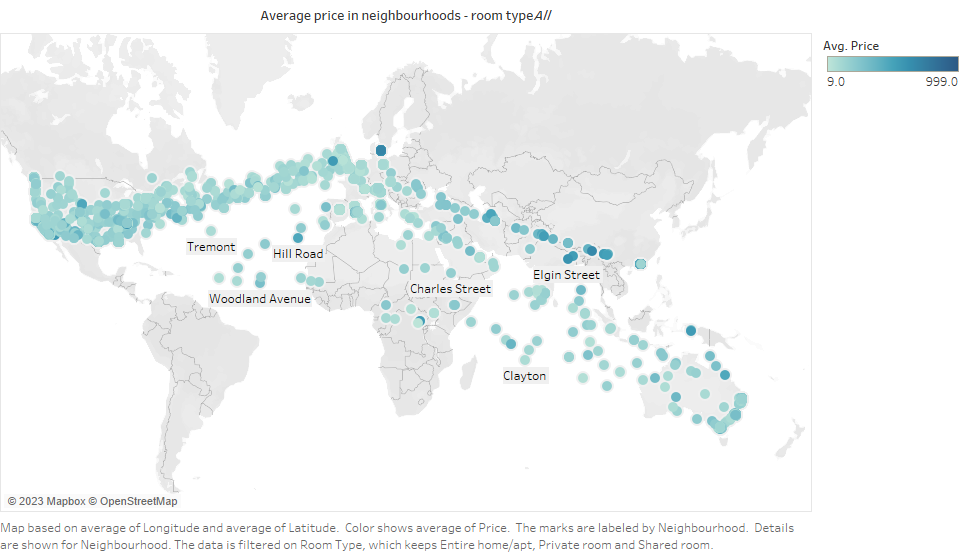 Average price in neighbourhoods - room type All
Avg. Price
9.0 999.0
Tremont
Hill Road
Elgin Street
Charles Street
Woodland Avenue
Clayton
© 2023 Mapbox © OpenStreetMap
Map based on average of Longitude and average of Latitude. Color shows average of Price. The marks are labeled by Neighbourhood. Details
are shown for Neighbourhood. The data is filtered on Room Type, which keeps Entire home/apt, Private room and Shared room.